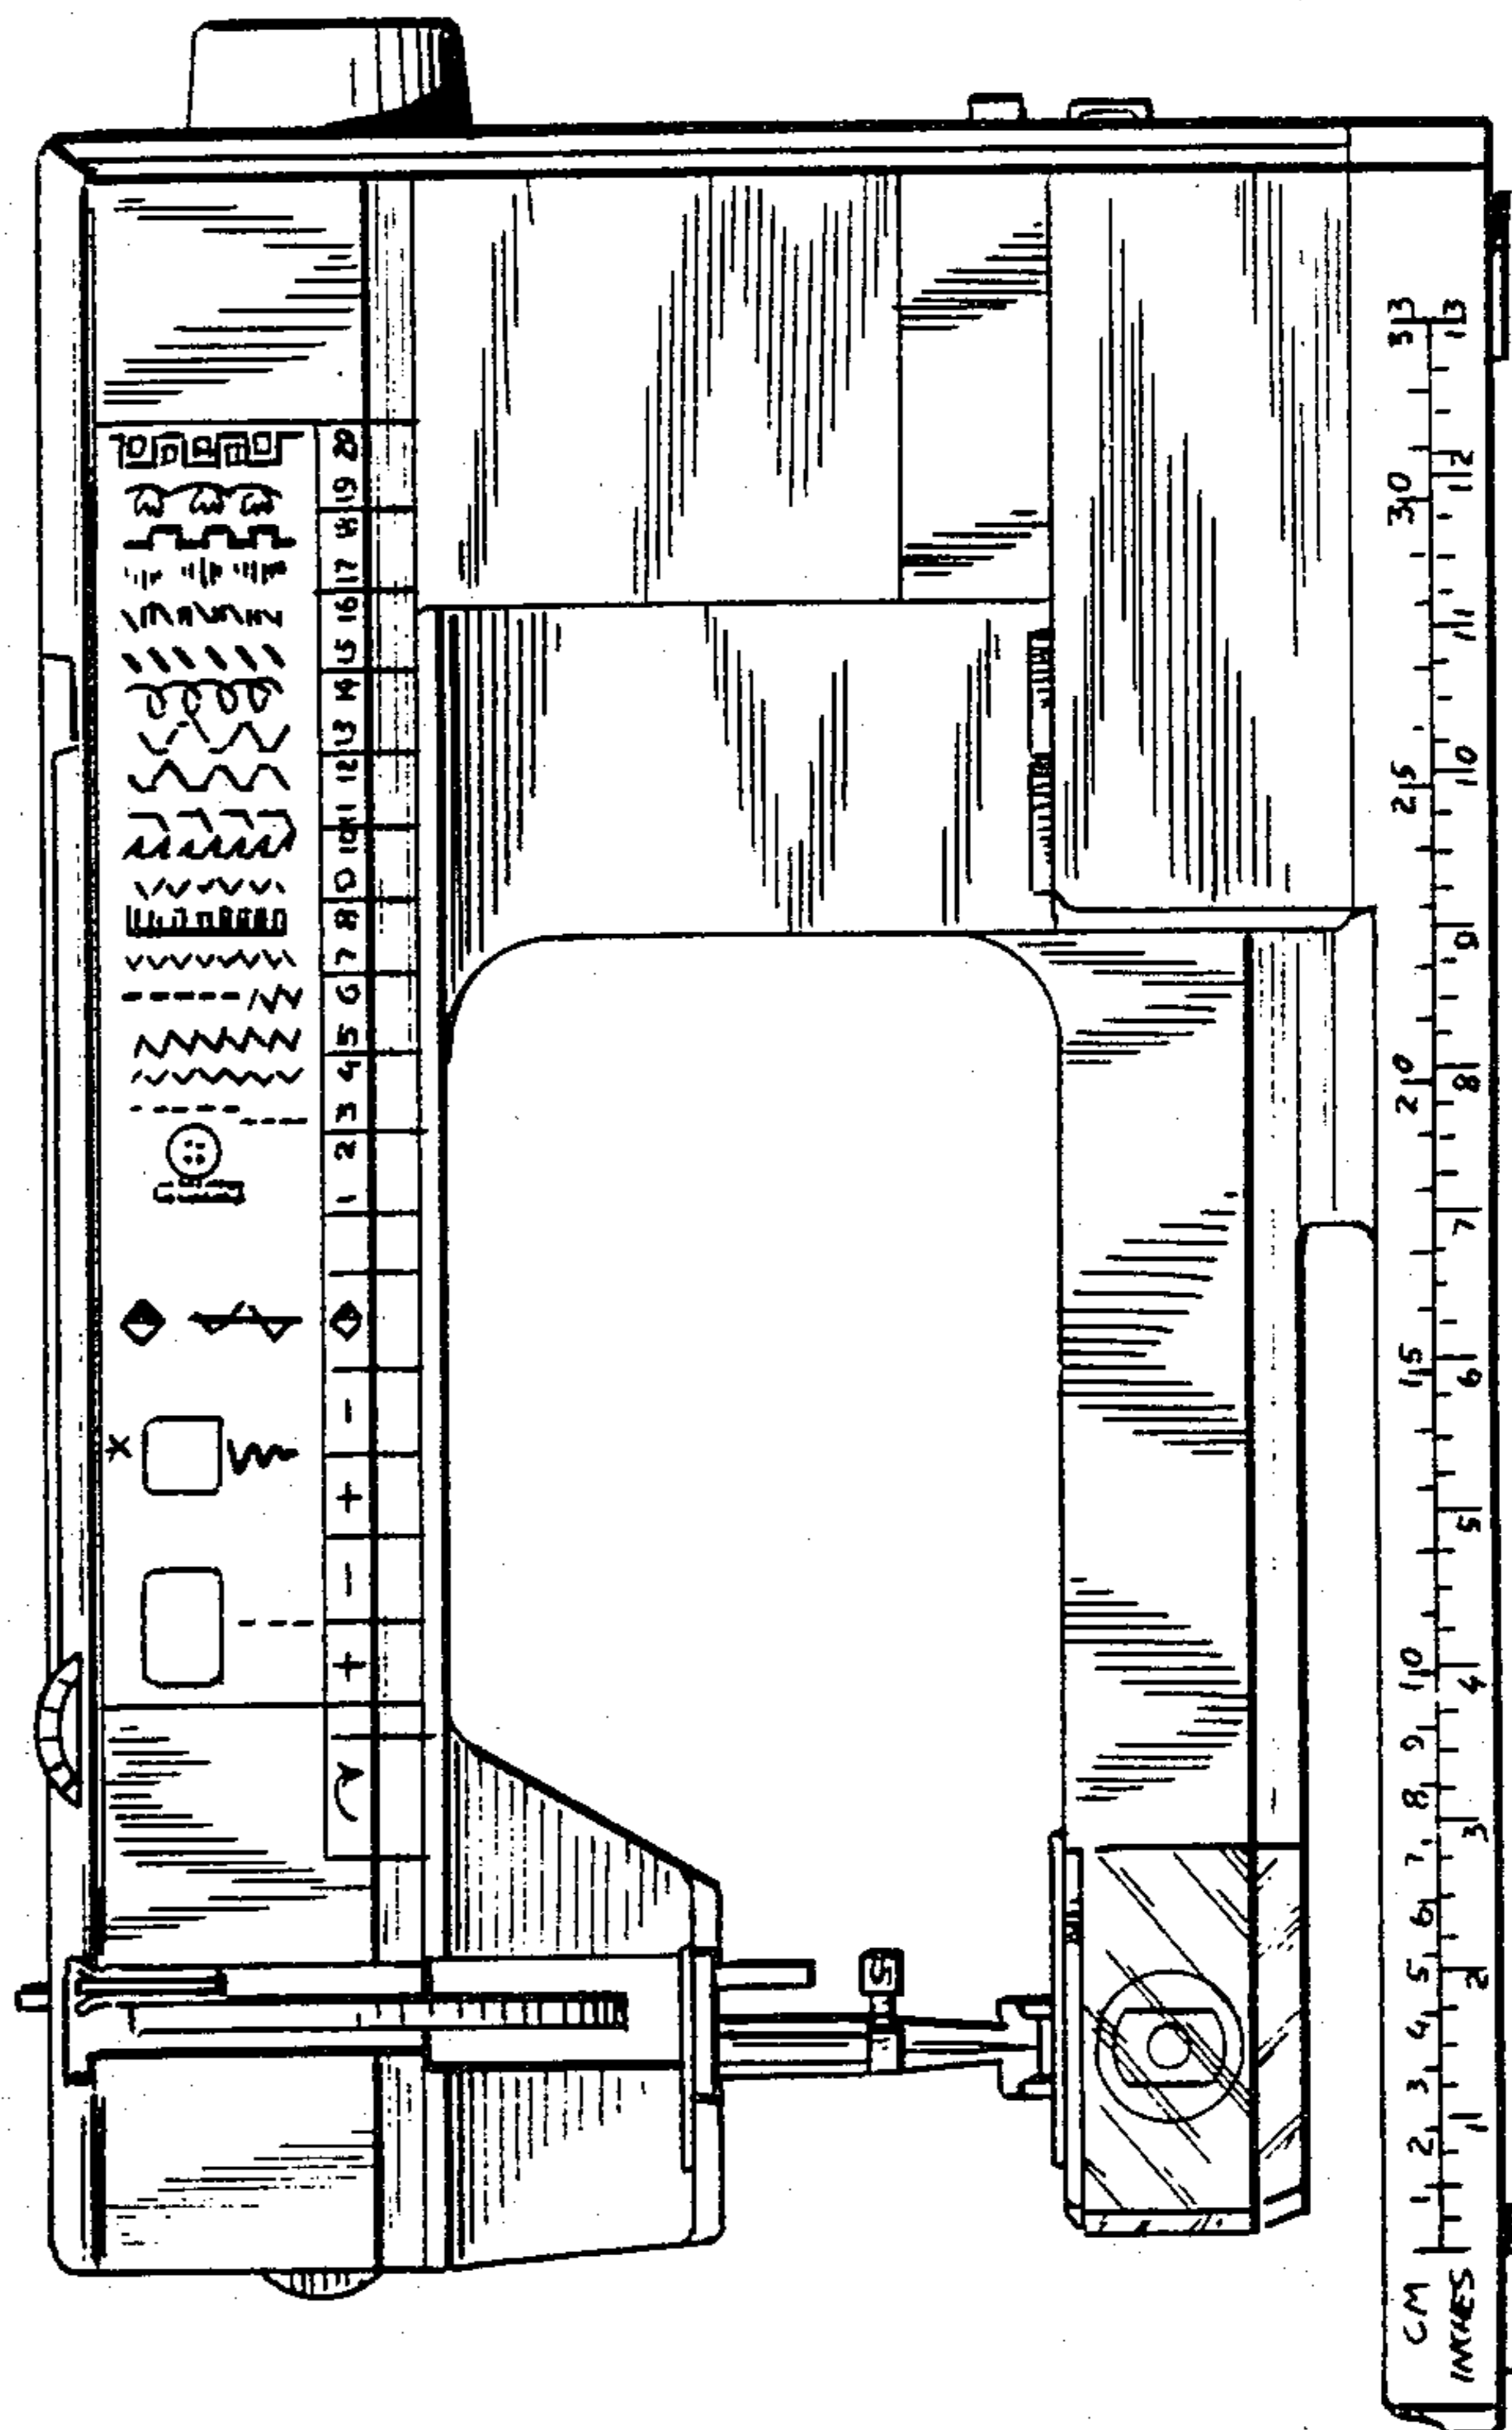 x
+ - + - 1 2 3 4 5 6 7 8 9 10 11 12 13 14 15 16 17 18 19 20
S
CM 1 2 3 4 5 6 7 8 9 10 15 20 25 30 33
INCHES 1 2 3 4 5 6 7 8 9 10 11 12 13